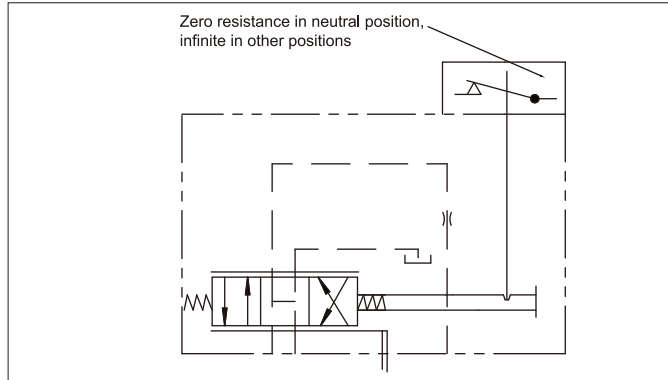 Zero resistance in neutral position,
infinite in other positions